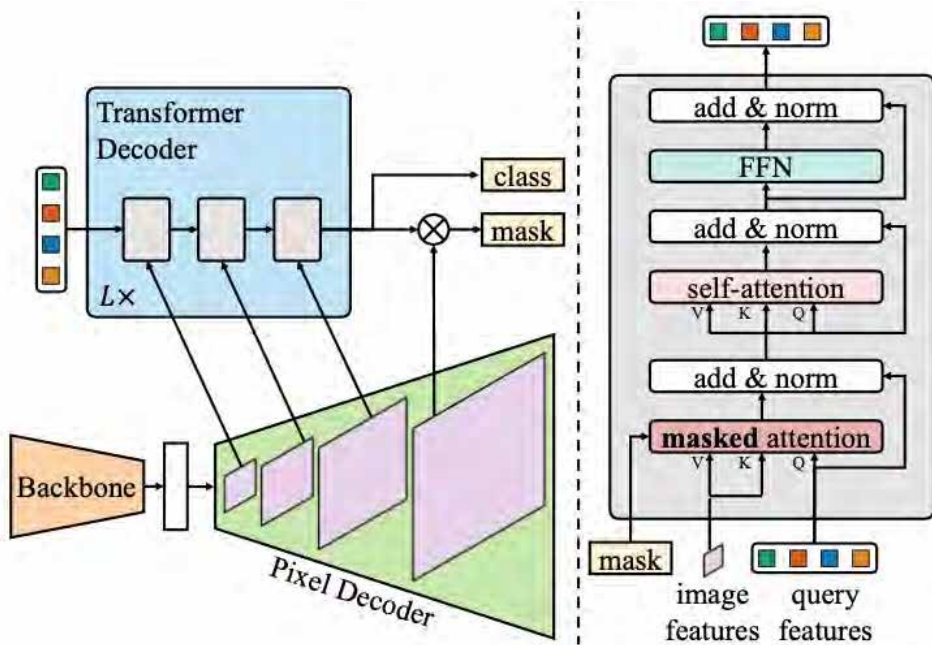 Transformer
Decoder
L×
class
mask
Backbone
Pixel Decoder
add & norm
FFN
add & norm
self-attention
V K Q
add & norm
masked attention
V K Q
mask
image
features
query
features